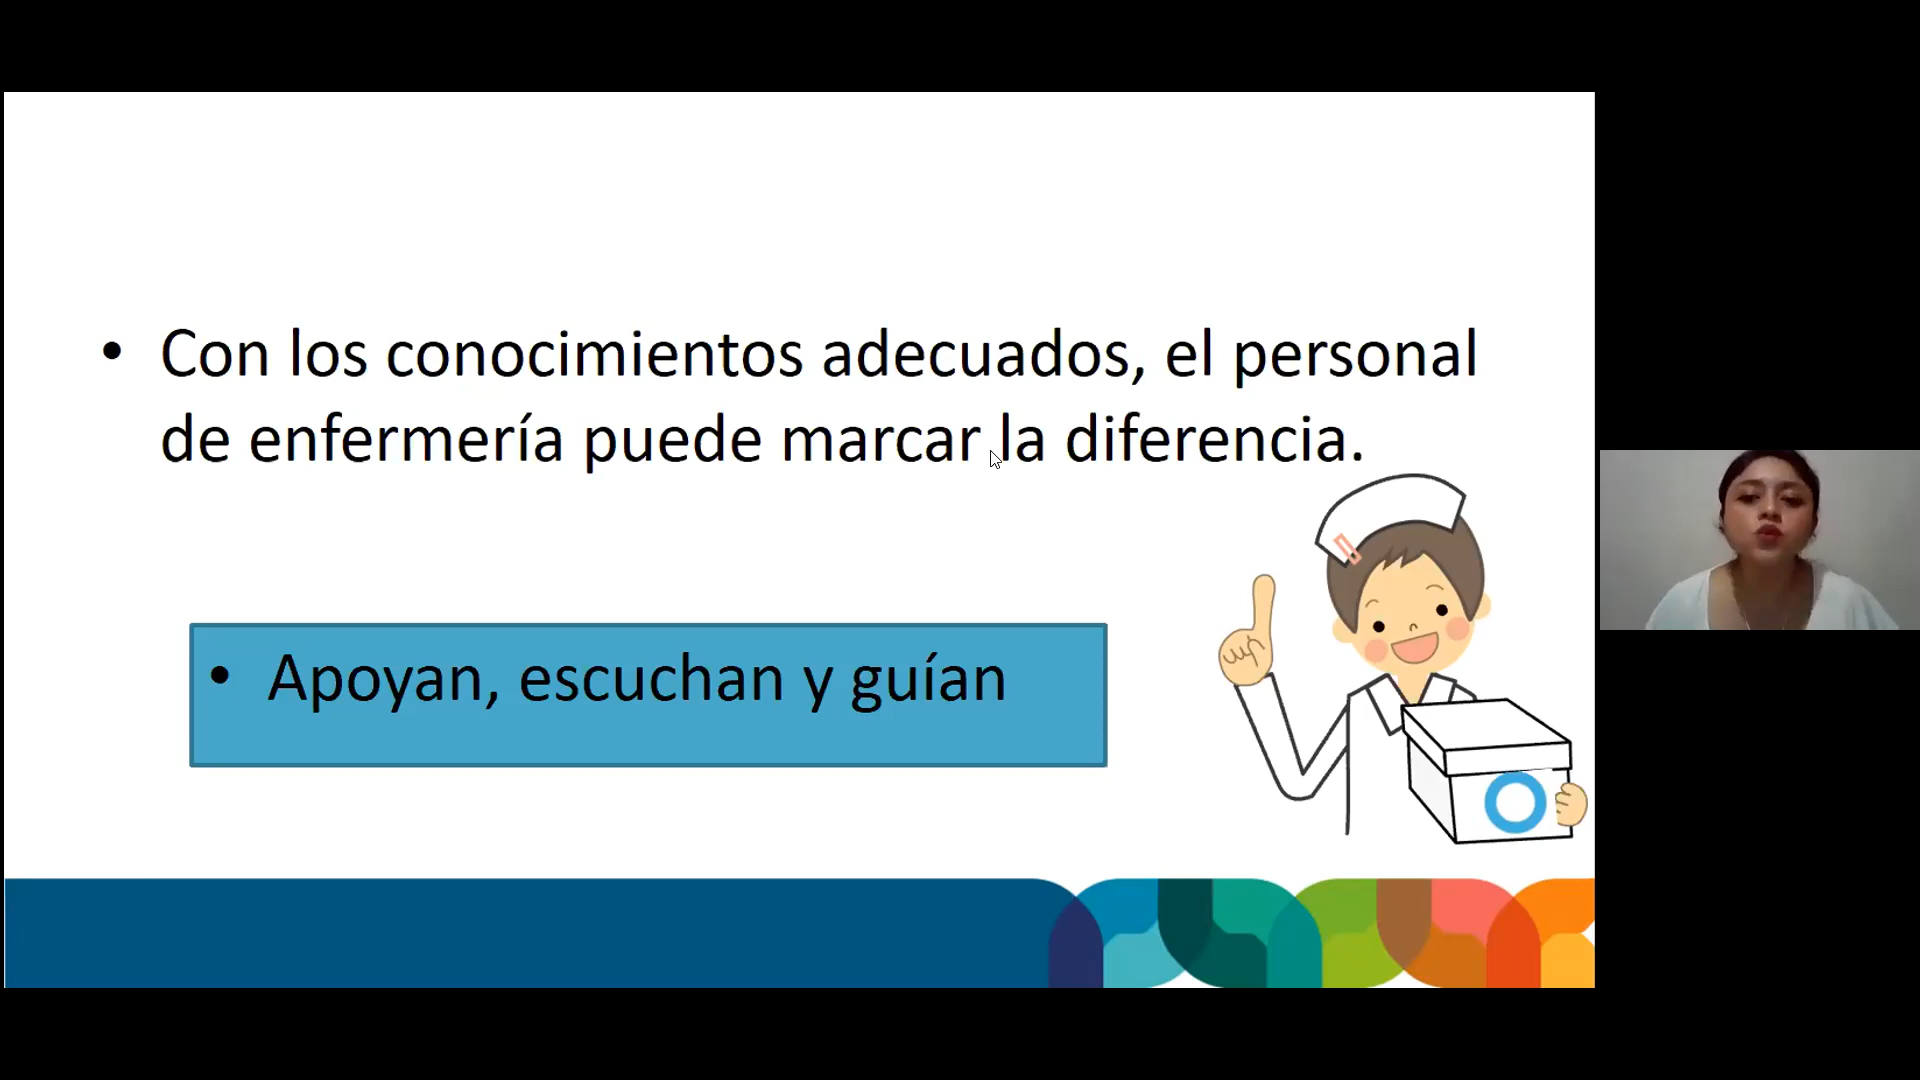 • Con los conocimientos adecuados, el personal
de enfermería puede marcar la diferencia.
• Apoyan, escuchan y guían